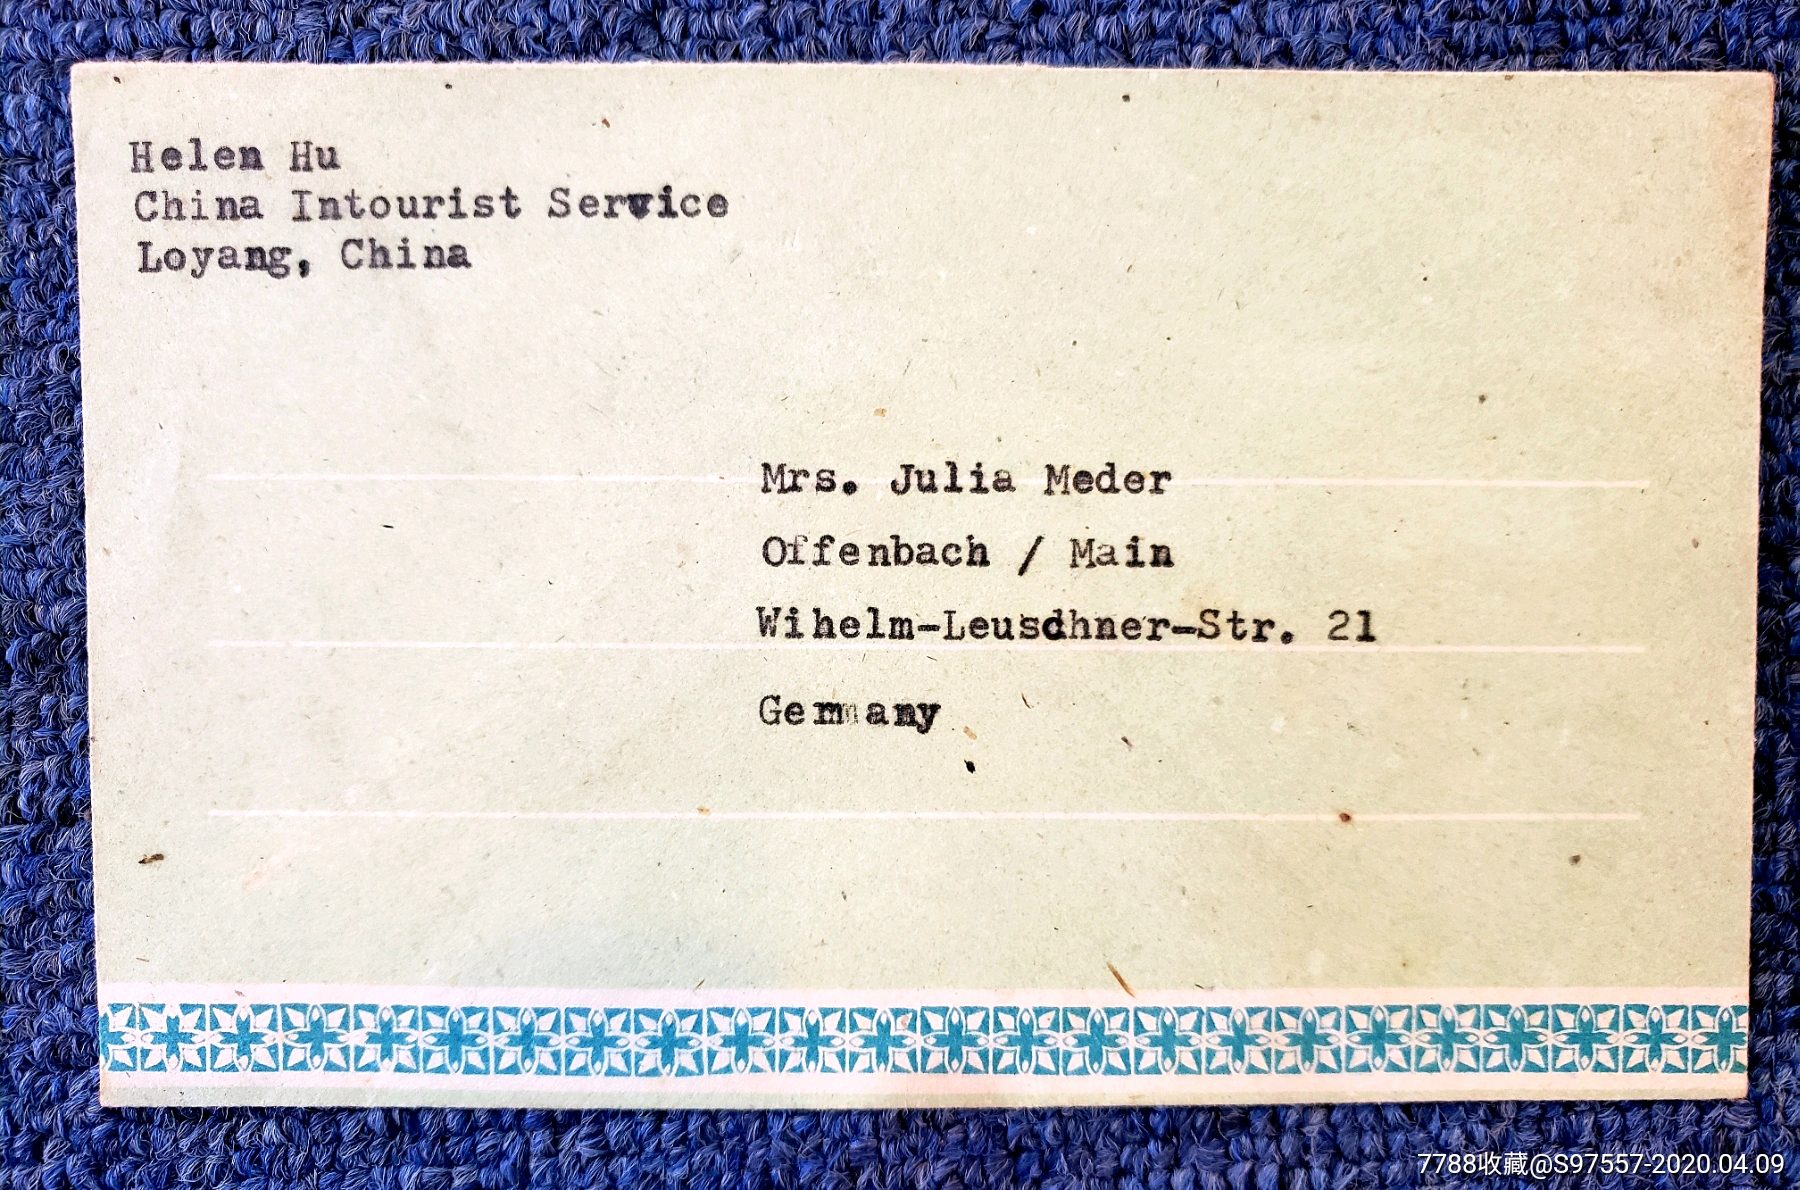 Helen Hu
China Intourist Service
Loyang, China
Mrs. Julia Meder
Offenbach / Main
Wihelm-Leusdhner-Str. 21
Germany
7788收藏@S97557-2020.04.09